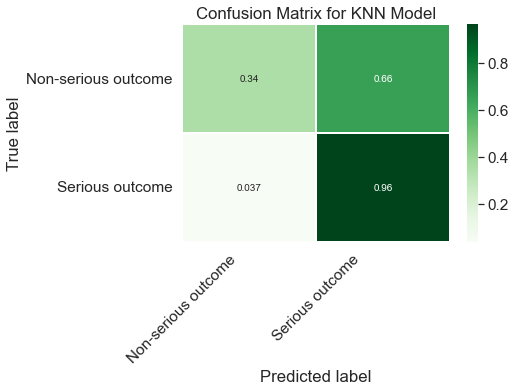 Confusion Matrix for KNN Model
True label
Non-serious outcome
0.34
0.66
Serious outcome
0.037
0.96
0.8
0.6
0.4
0.2
Non-serious outcome
Serious outcome
Predicted label